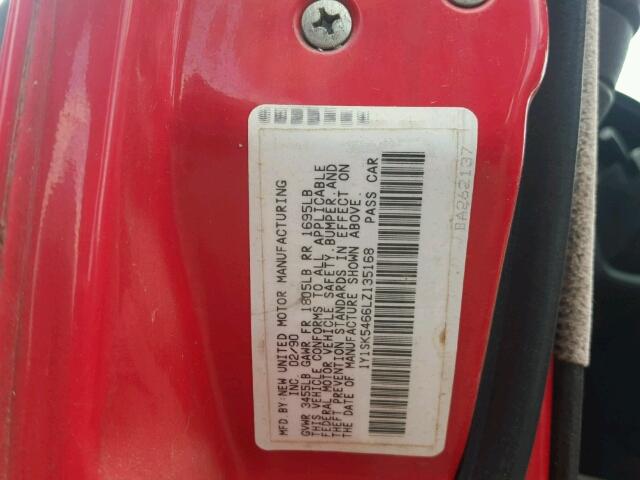 MFD BY:NEW UNITED MOTOR MANUFACTURING
INC. 02/90
GVWR 3455LB GAWR FR 1805LB RR 1695LB
THIS VEHICLE CONFORMS TO ALL APPLICABLE
FEDERAL MOTOR VEHICLE SAFETY,BUMPER,AND
THEFT PREVENTION STANDARDS IN EFFECT ON
THE DATE OF MANUFACTURE SHOWN ABOVE.
1Y1SK5466LZ135168 PASS CAR
BA262137